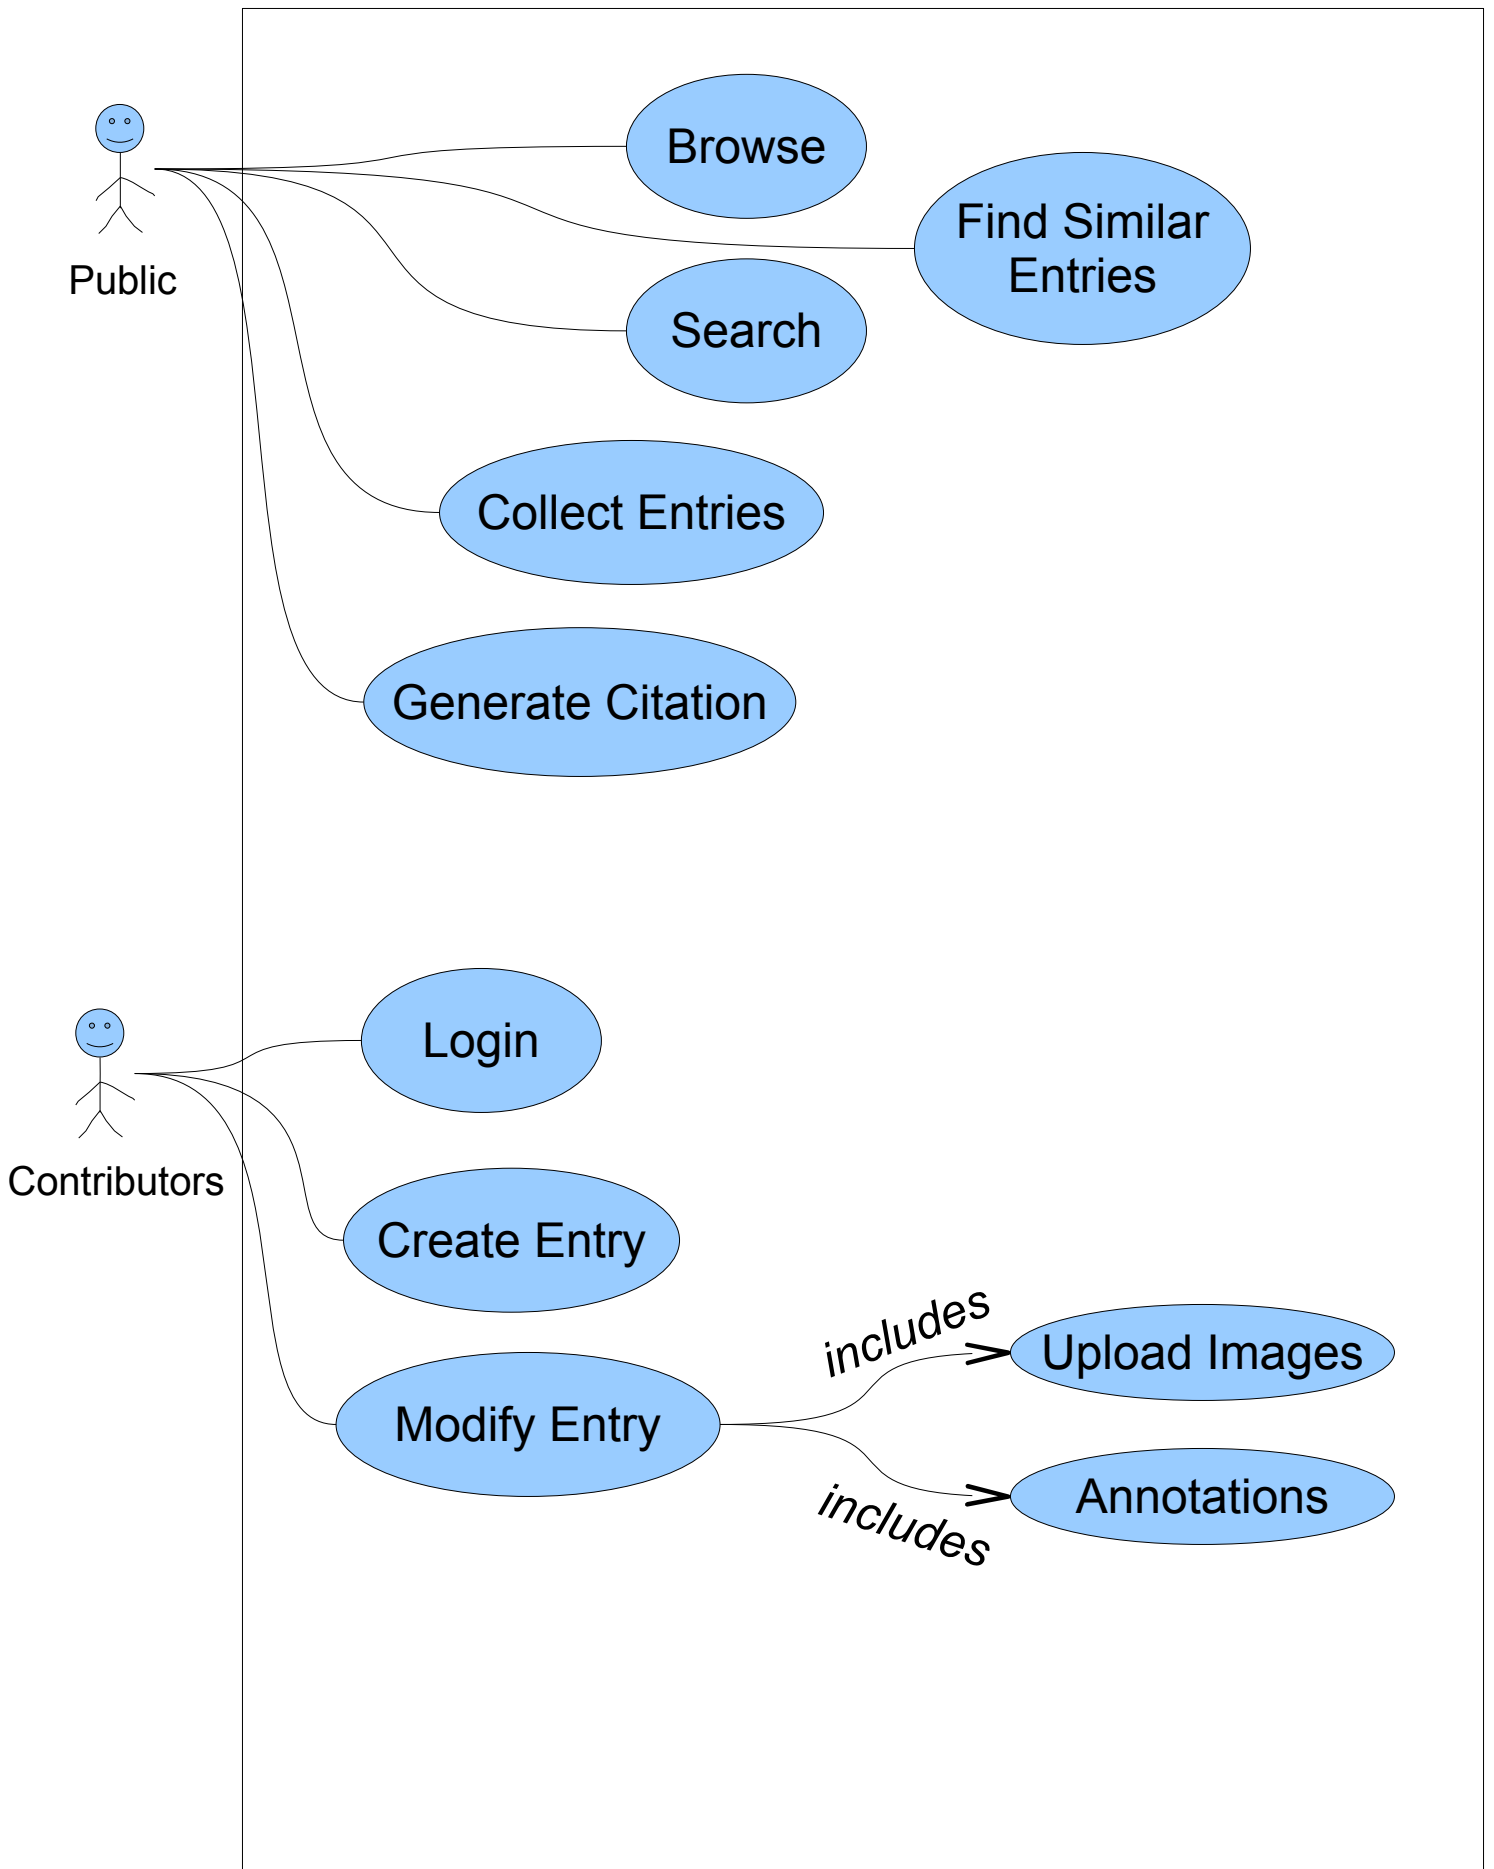 Browse
Find Similar
Entries
Public
Search
Collect Entries
Generate Citation
Login
Contributors
Create Entry
includes
Upload Images
Modify Entry
Annotations
includes